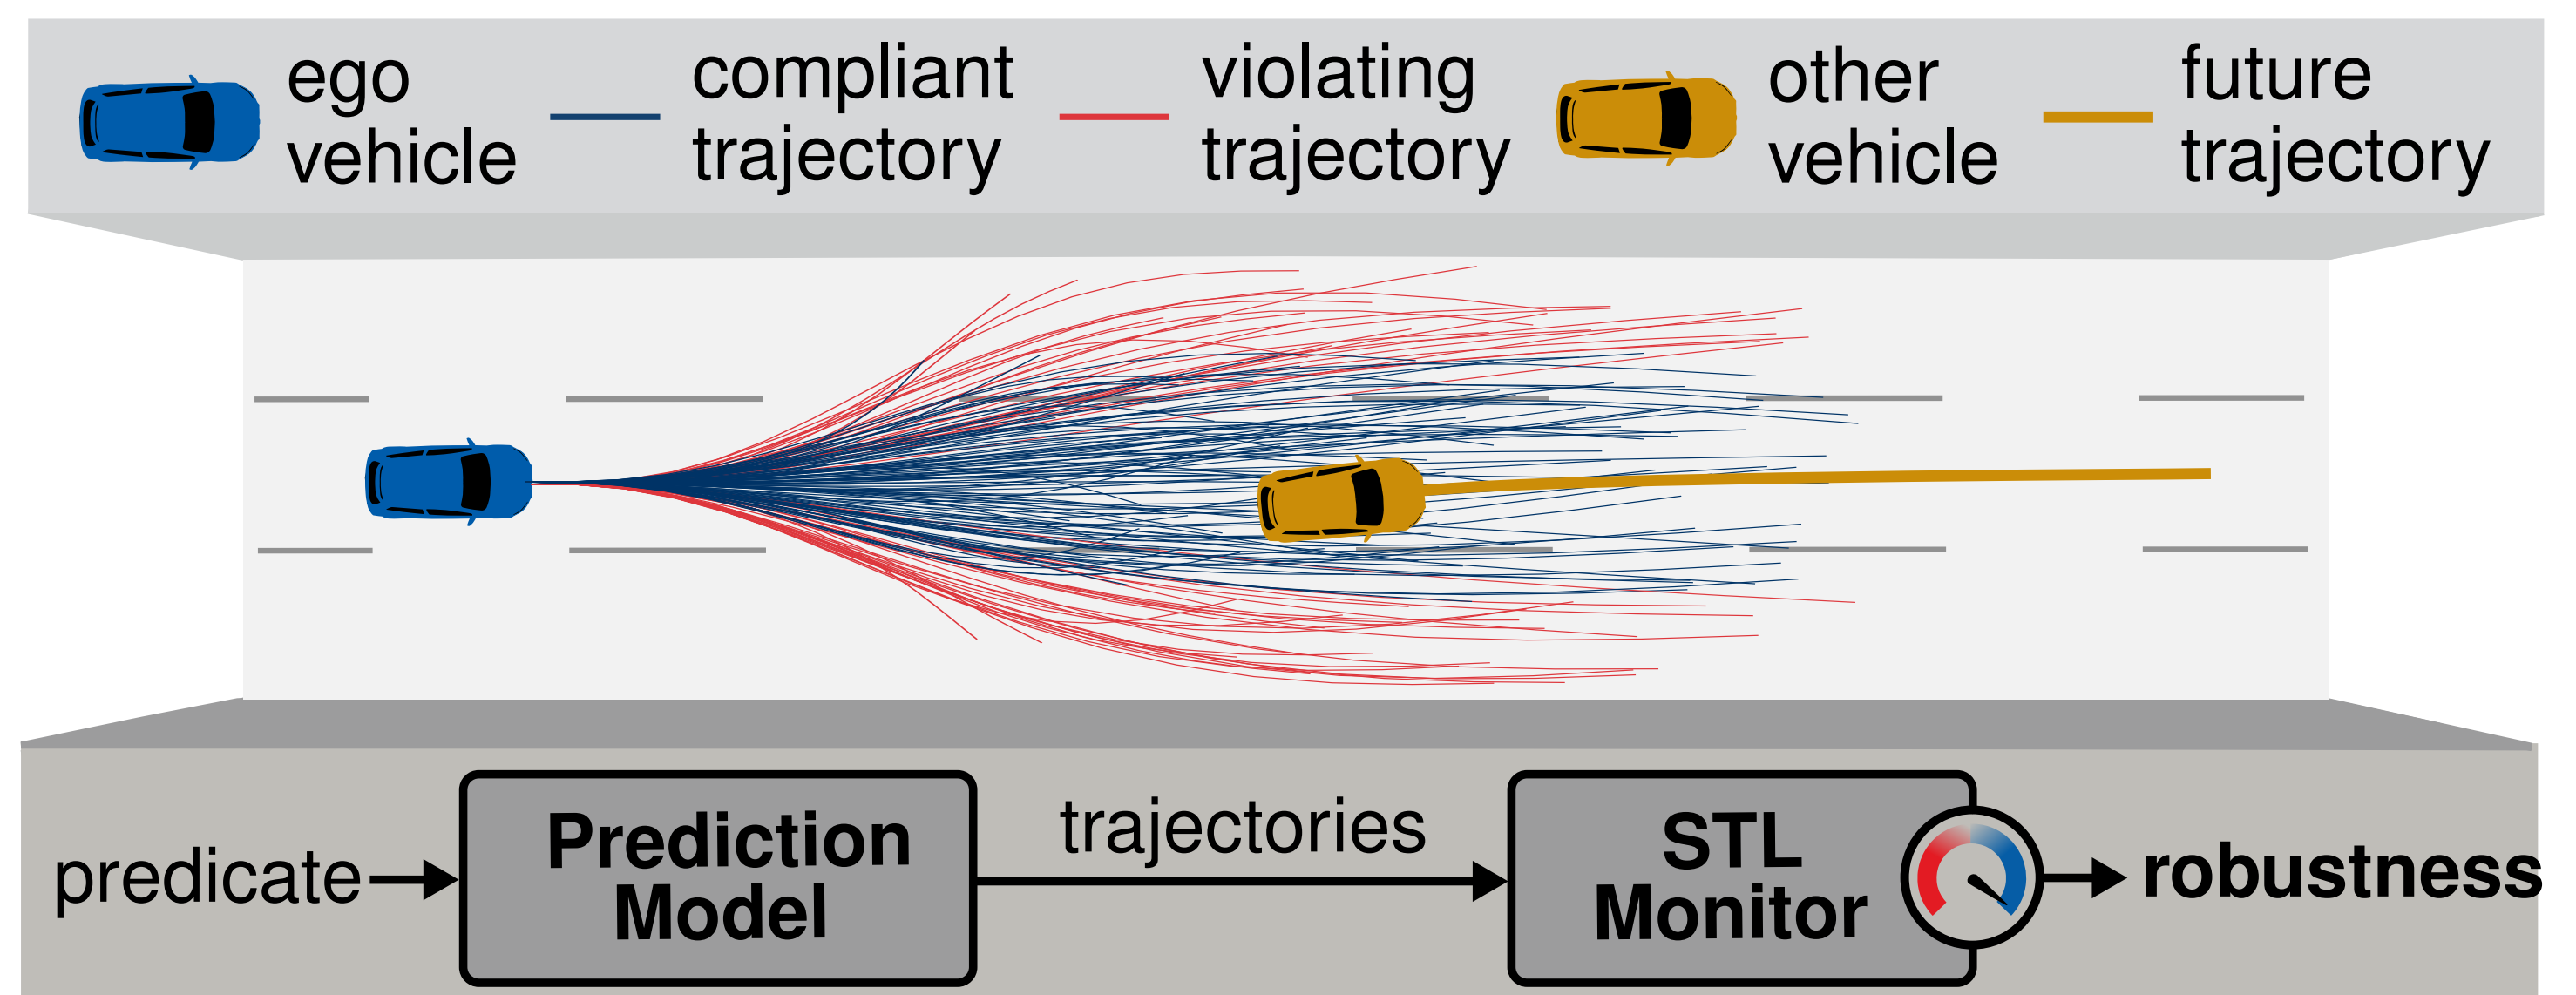 ego
vehicle
compliant
trajectory
violating
trajectory
other
vehicle
future
trajectory
predicate
Prediction
Model
trajectories
STL
Monitor
robustness